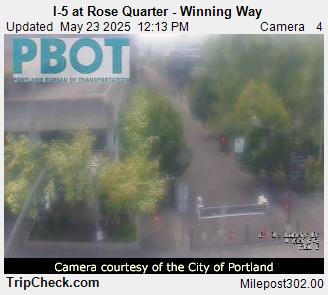 I-5 at Rose Quarter - Winning Way
Updated May 23 2025 12:13 PM Camera 4
PBOT
PORTLAND BUREAU OF TRANSPORTATION
Camera courtesy of the City of Portland
TripCheck.com Milepost302.00